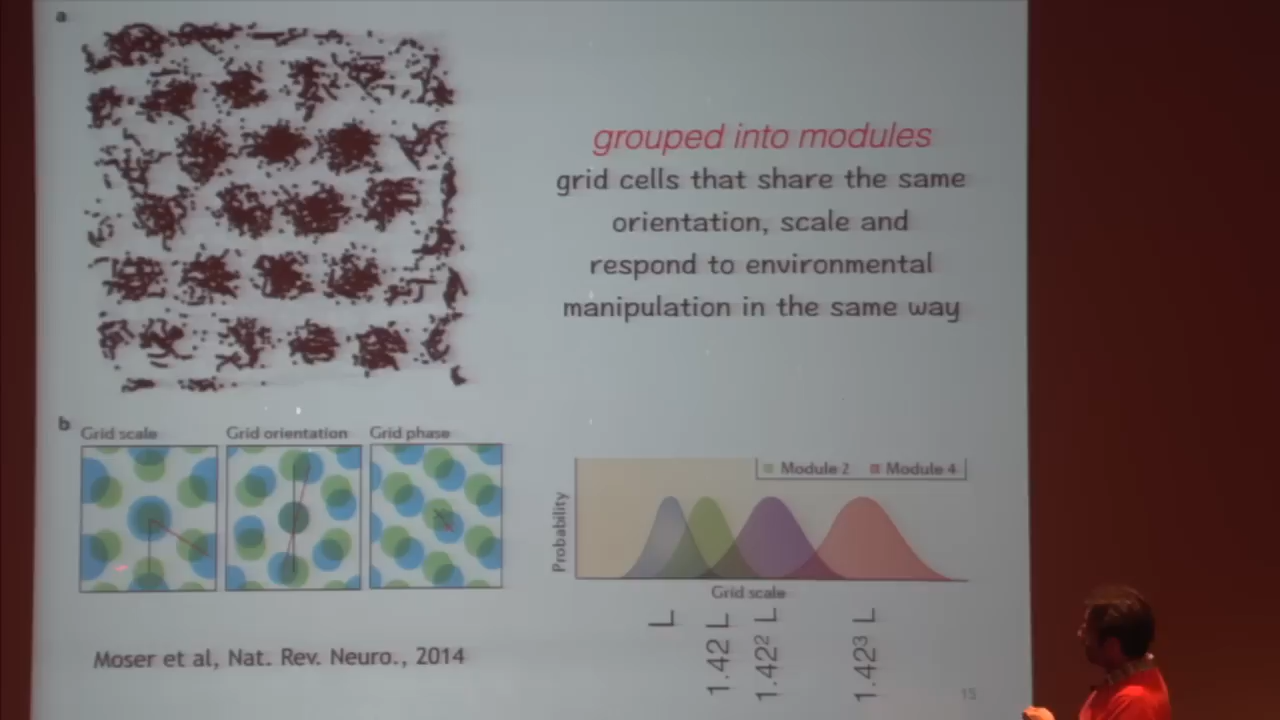 a
grouped into modules
grid cells that share the same
orientation, scale and
respond to environmental
manipulation in the same way
b
Grid scale
Grid orientation
Grid phase
Module 2
Module 4
Probability
Grid scale
L
1.42 L
1.42² L
1.42³ L
Moser et al, Nat. Rev. Neuro., 2014
15